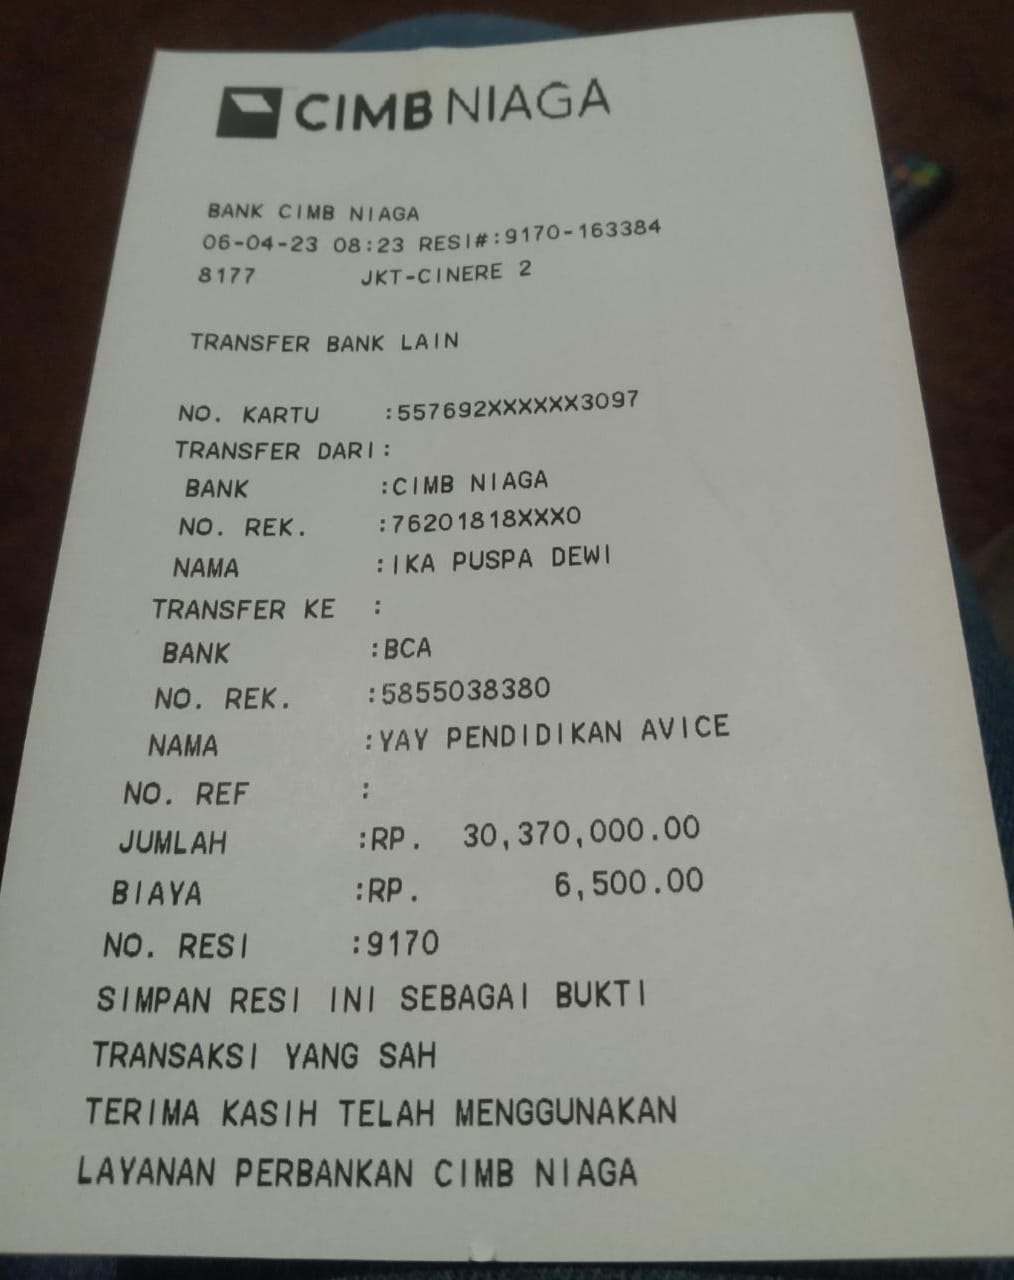 CIMB NIAGA
BANK CIMB NIAGA
06-04-23 08:23 RESI#:9170-163384
8177 JKT-CINERE 2
TRANSFER BANK LAIN
NO. KARTU :557692XXXXXX3097
TRANSFER DARI:
BANK :CIMB NIAGA
NO. REK. :76201818XXX0
NAMA :IKA PUSPA DEWI
TRANSFER KE :
BANK :BCA
NO. REK. :5855038380
NAMA :YAY PENDIDIKAN AVICE
NO. REF :
JUMLAH :RP. 30,370,000.00
BIAYA :RP. 6,500.00
NO. RESI :9170
SIMPAN RESI INI SEBAGAI BUKTI
TRANSAKSI YANG SAH
TERIMA KASIH TELAH MENGGUNAKAN
LAYANAN PERBANKAN CIMB NIAGA